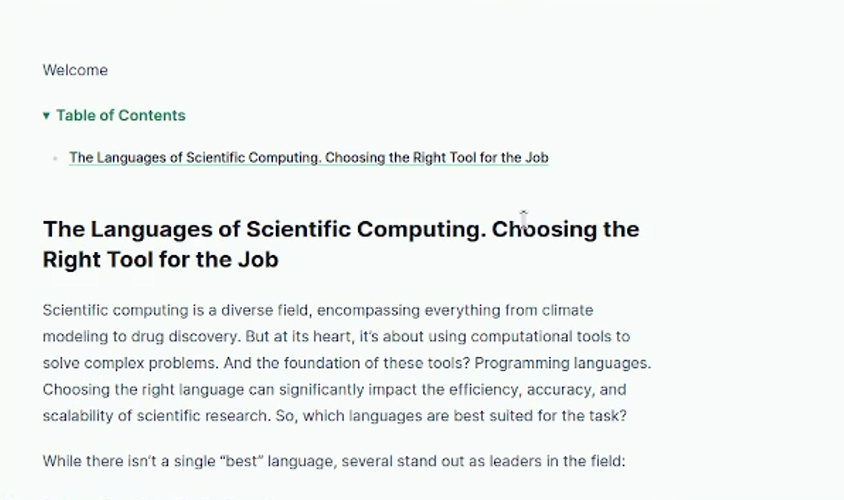 Welcome
▾ Table of Contents
The Languages of Scientific Computing. Choosing the Right Tool for the Job
The Languages of Scientific Computing. Choosing the
Right Tool for the Job
Scientific computing is a diverse field, encompassing everything from climate
modeling to drug discovery. But at its heart, it’s about using computational tools to
solve complex problems. And the foundation of these tools? Programming languages.
Choosing the right language can significantly impact the efficiency, accuracy, and
scalability of scientific research. So, which languages are best suited for the task?
While there isn’t a single “best” language, several stand out as leaders in the field: